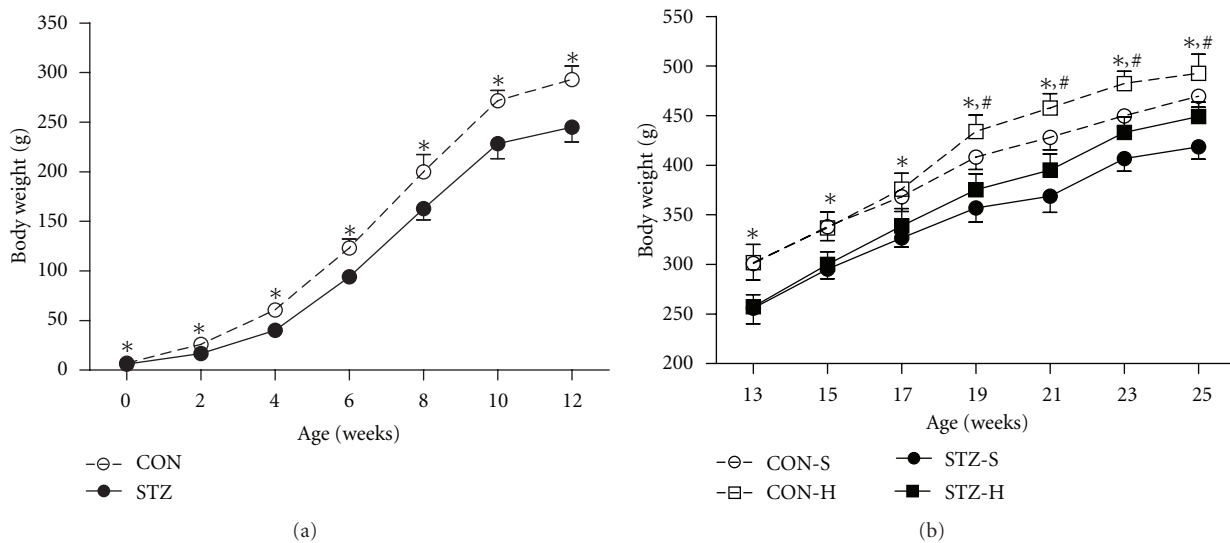 350
300
250
200
150
100
50
0
Body weight (g)
* * * * * * *
0 2 4 6 8 10 12
Age (weeks)
CON
STZ
(a)
550
500
450
400
350
300
250
200
Body weight (g)
* * * *,# *,# *,# *,#
13 15 17 19 21 23 25
Age (weeks)
CON-S
CON-H
STZ-S
STZ-H
(b)